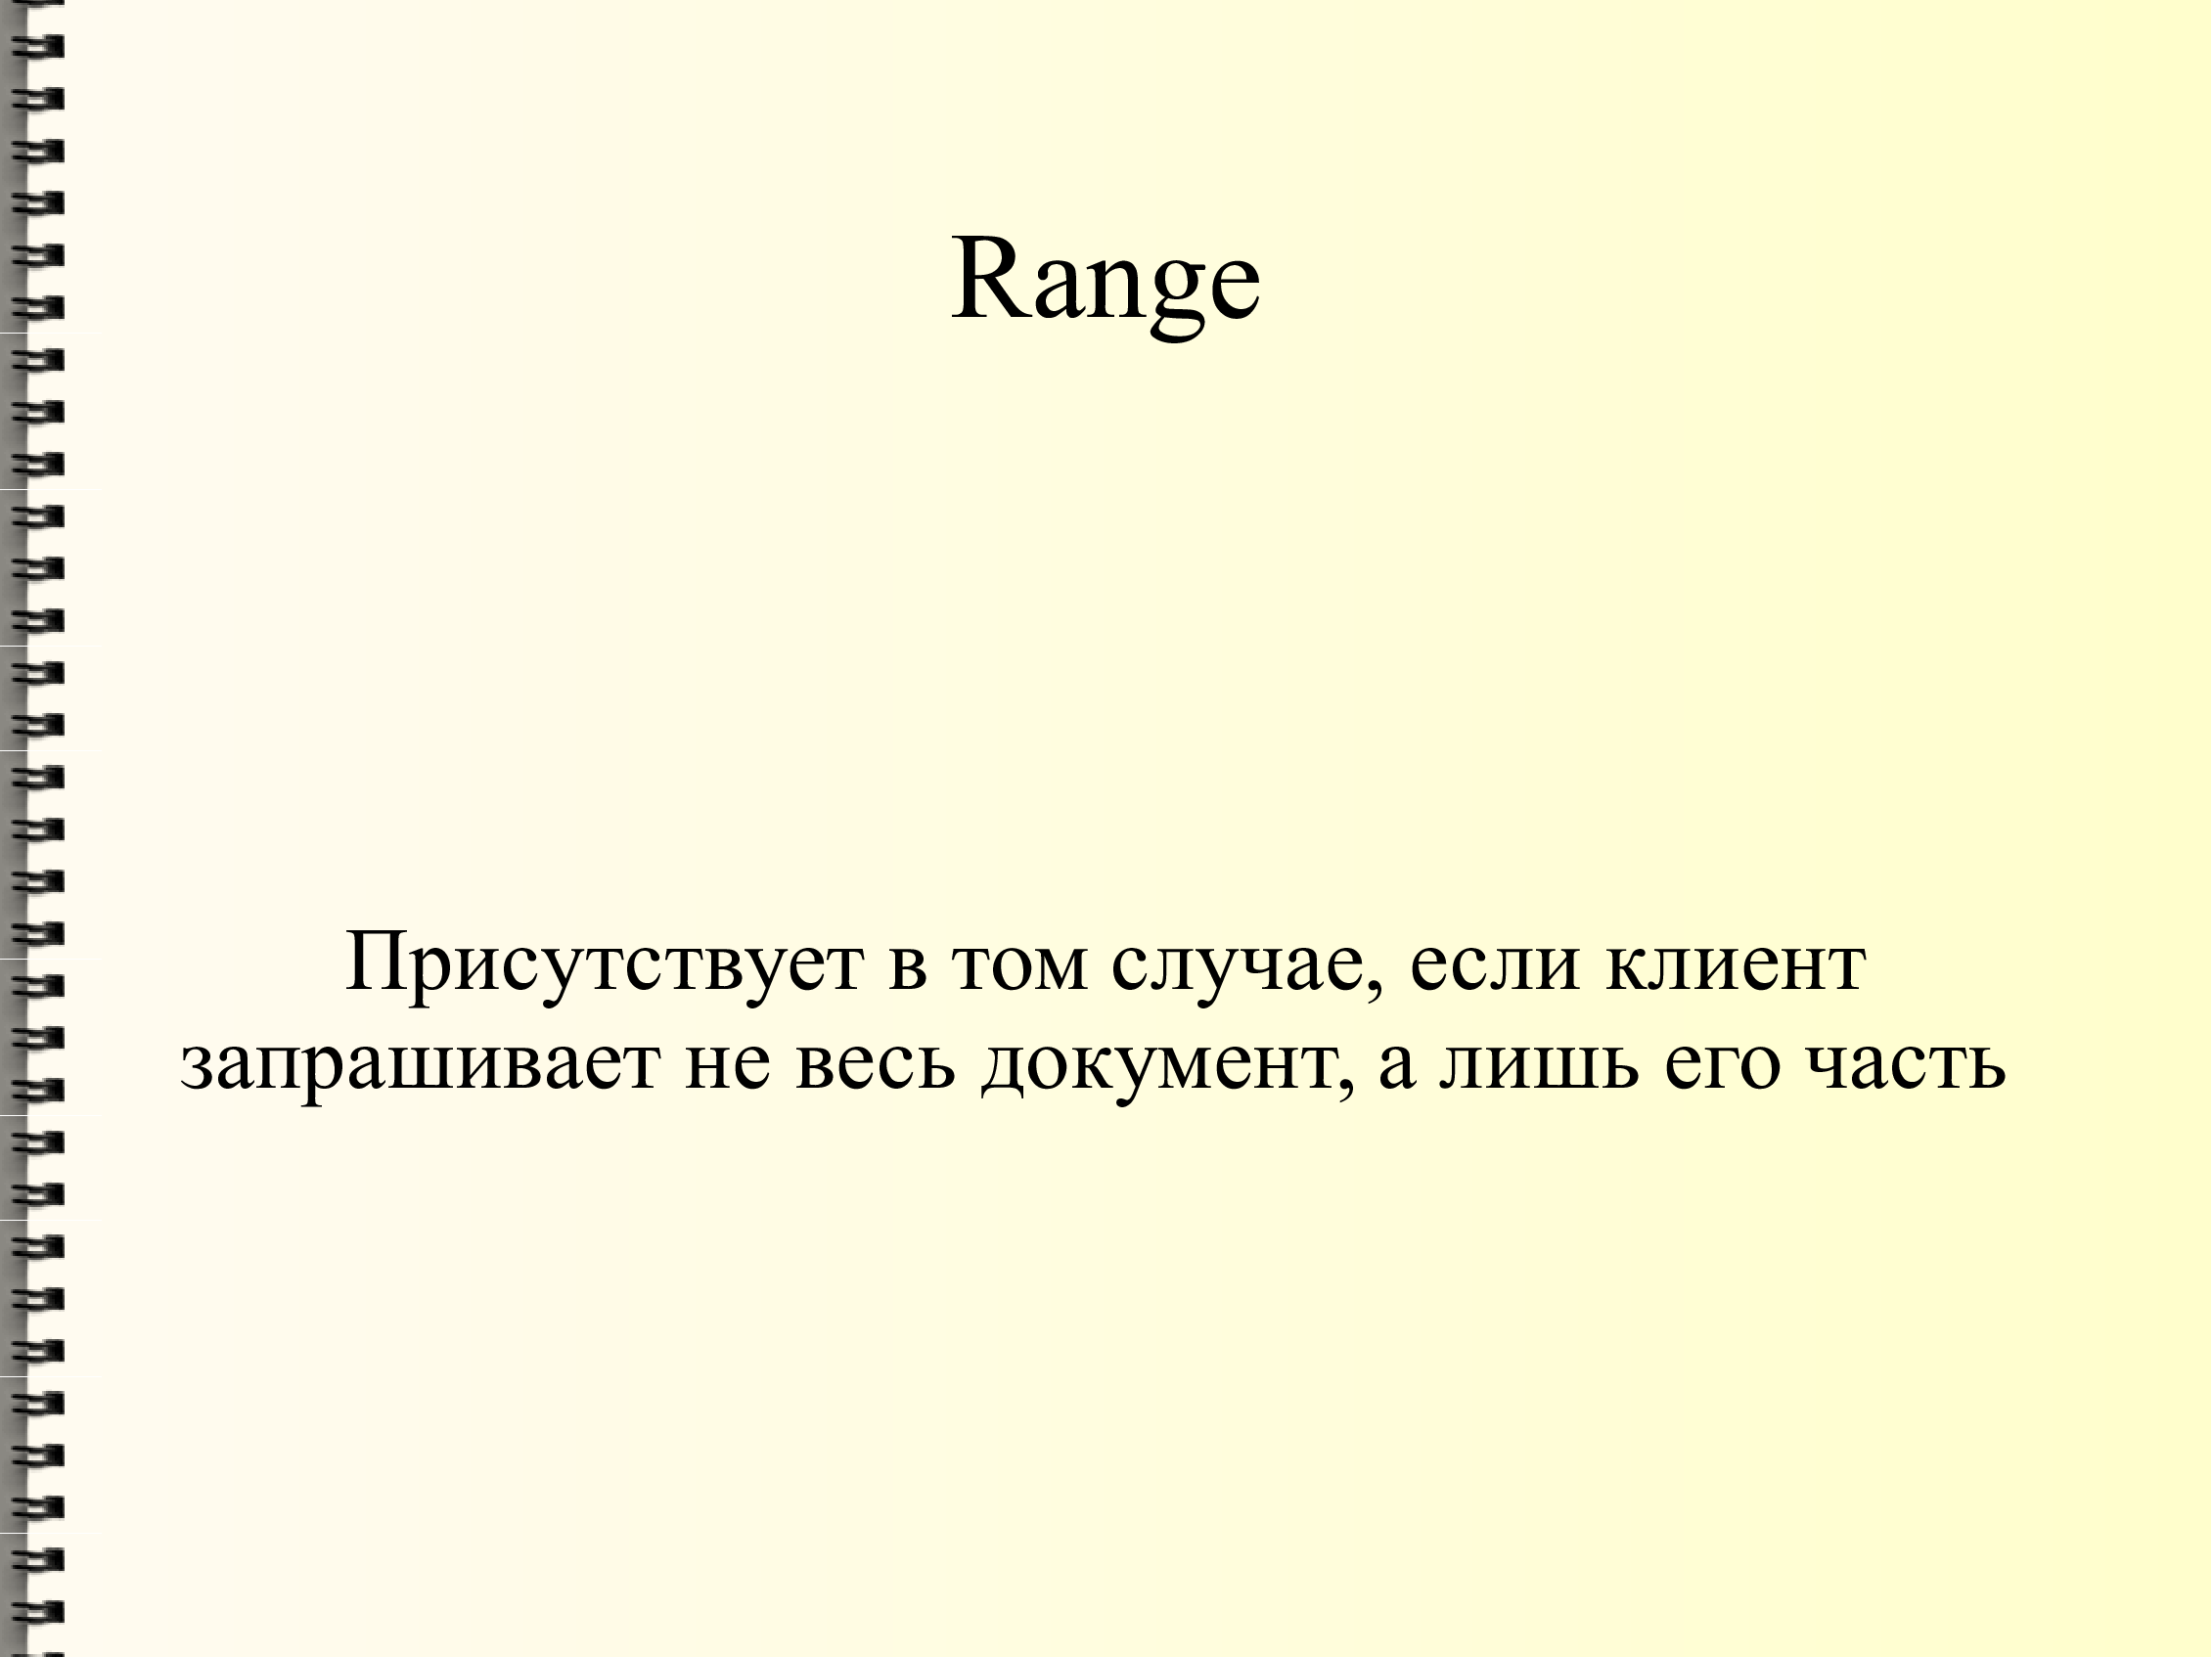 Range
Присутствует в том случае, если клиент
запрашивает не весь документ, а лишь его часть